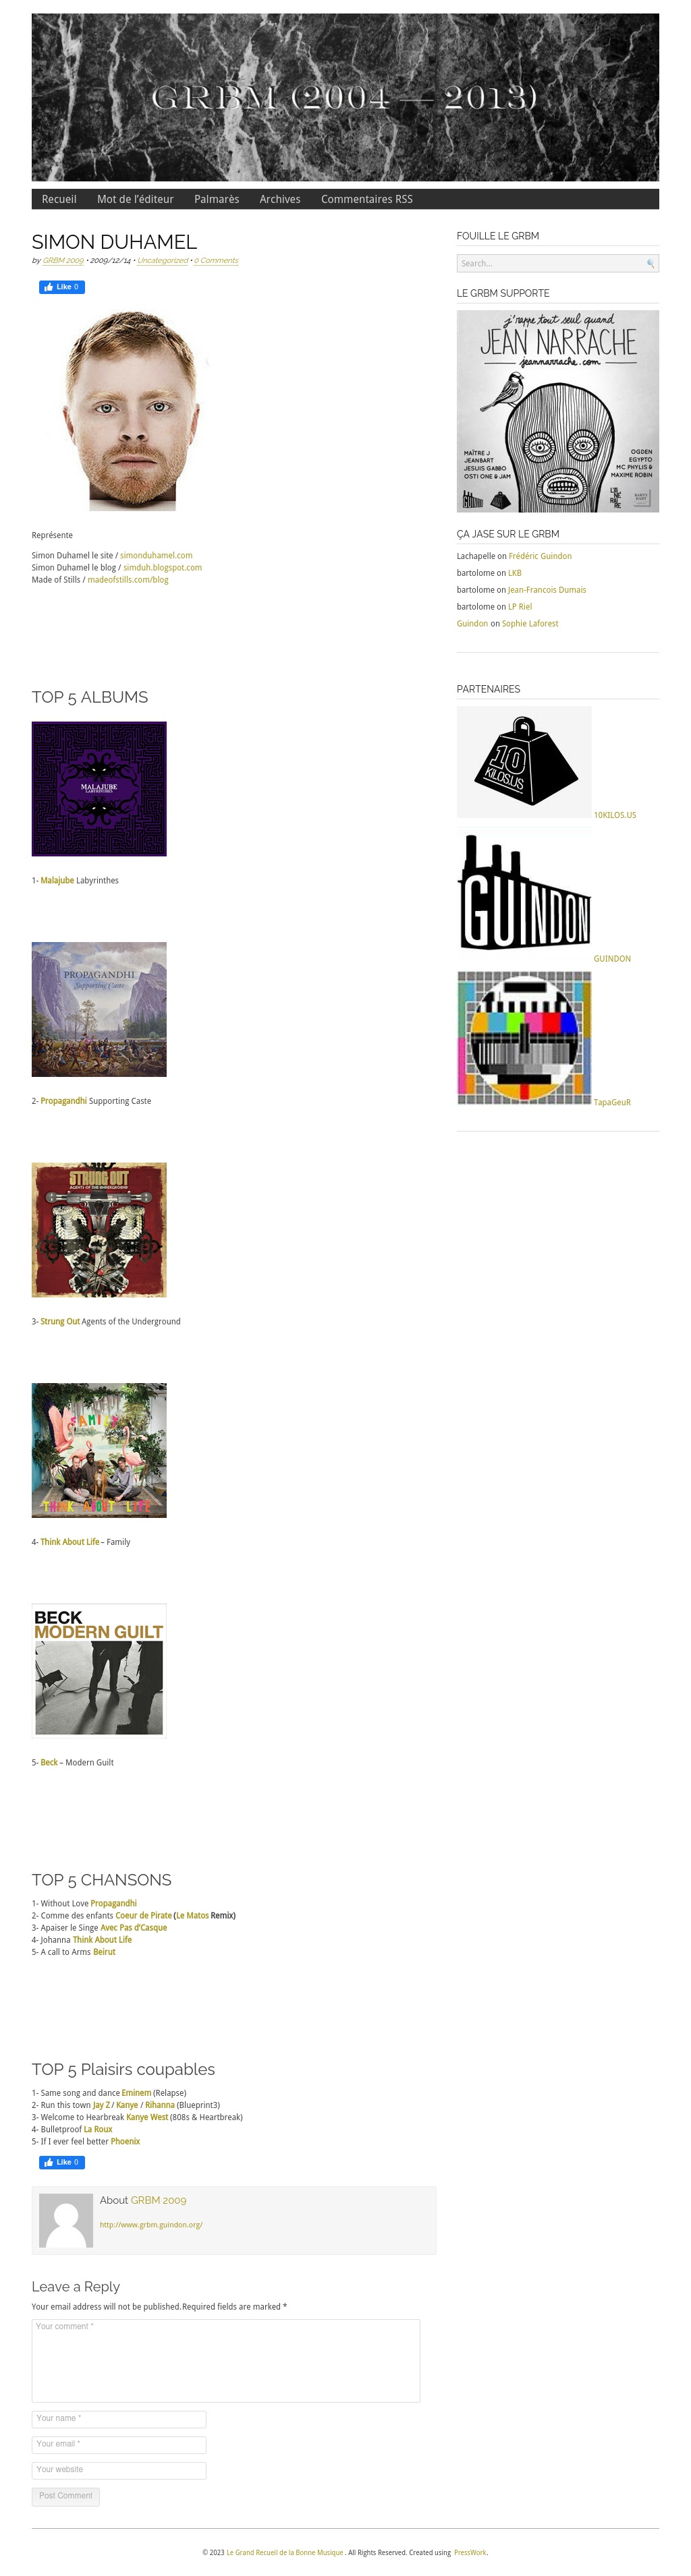 GRBM (2004 — 2013)
Recueil Mot de l'éditeur Palmarès Archives Commentaires RSS
SIMON DUHAMEL
by GRBM 2009 • 2009/12/14 • Uncategorized • 0 Comments
Like 0
Représente
Simon Duhamel le site / simonduhamel.com
Simon Duhamel le blog / simduh.blogspot.com
Made of Stills / madeofstills.com/blog
TOP 5 ALBUMS
MALAJUBE
LABYRINTHES
1- Malajube Labyrinthes
PROPAGANDHI
Supporting Caste
2- Propagandhi Supporting Caste
STRUNG OUT
AGENTS OF THE UNDERGROUND
3- Strung Out Agents of the Underground
FAMILY
THINK ABOUT LIFE
4- Think About Life – Family
BECK
MODERN GUILT
5- Beck – Modern Guilt
TOP 5 CHANSONS
1- Without Love Propagandhi
2- Comme des enfants Coeur de Pirate (Le Matos Remix)
3- Apaiser le Singe Avec Pas d'Casque
4- Johanna Think About Life
5- A call to Arms Beirut
TOP 5 Plaisirs coupables
1- Same song and dance Eminem (Relapse)
2- Run this town Jay Z / Kanye / Rihanna (Blueprint3)
3- Welcome to Hearbreak Kanye West (808s & Heartbreak)
4- Bulletproof La Roux
5- If I ever feel better Phoenix
Like 0
About GRBM 2009
http://www.grbm.guindon.org/
Leave a Reply
Your email address will not be published. Required fields are marked *
Your comment *
Your name *
Your email *
Your website
Post Comment
FOUILLE LE GRBM
Search...
LE GRBM SUPPORTE
j'rappe tout seul quand
JEAN NARRACHE
jeannarrache.com
MAÎTRE J
JEANBART
JESUIS GABBO
OSTI ONE & JAM
OGDEN
EGYPTO
MC PHYLIS &
MAXIME ROBIN
ÇA JASE SUR LE GRBM
Lachapelle on Frédéric Guindon
bartolome on LKB
bartolome on Jean-Francois Dumais
bartolome on LP Riel
Guindon on Sophie Laforest
PARTENAIRES
10
KILOS.US
10KILOS.US
GUINDON
GUINDON
TapaGeuR
© 2023 Le Grand Recueil de la Bonne Musique . All Rights Reserved. Created using PressWork.